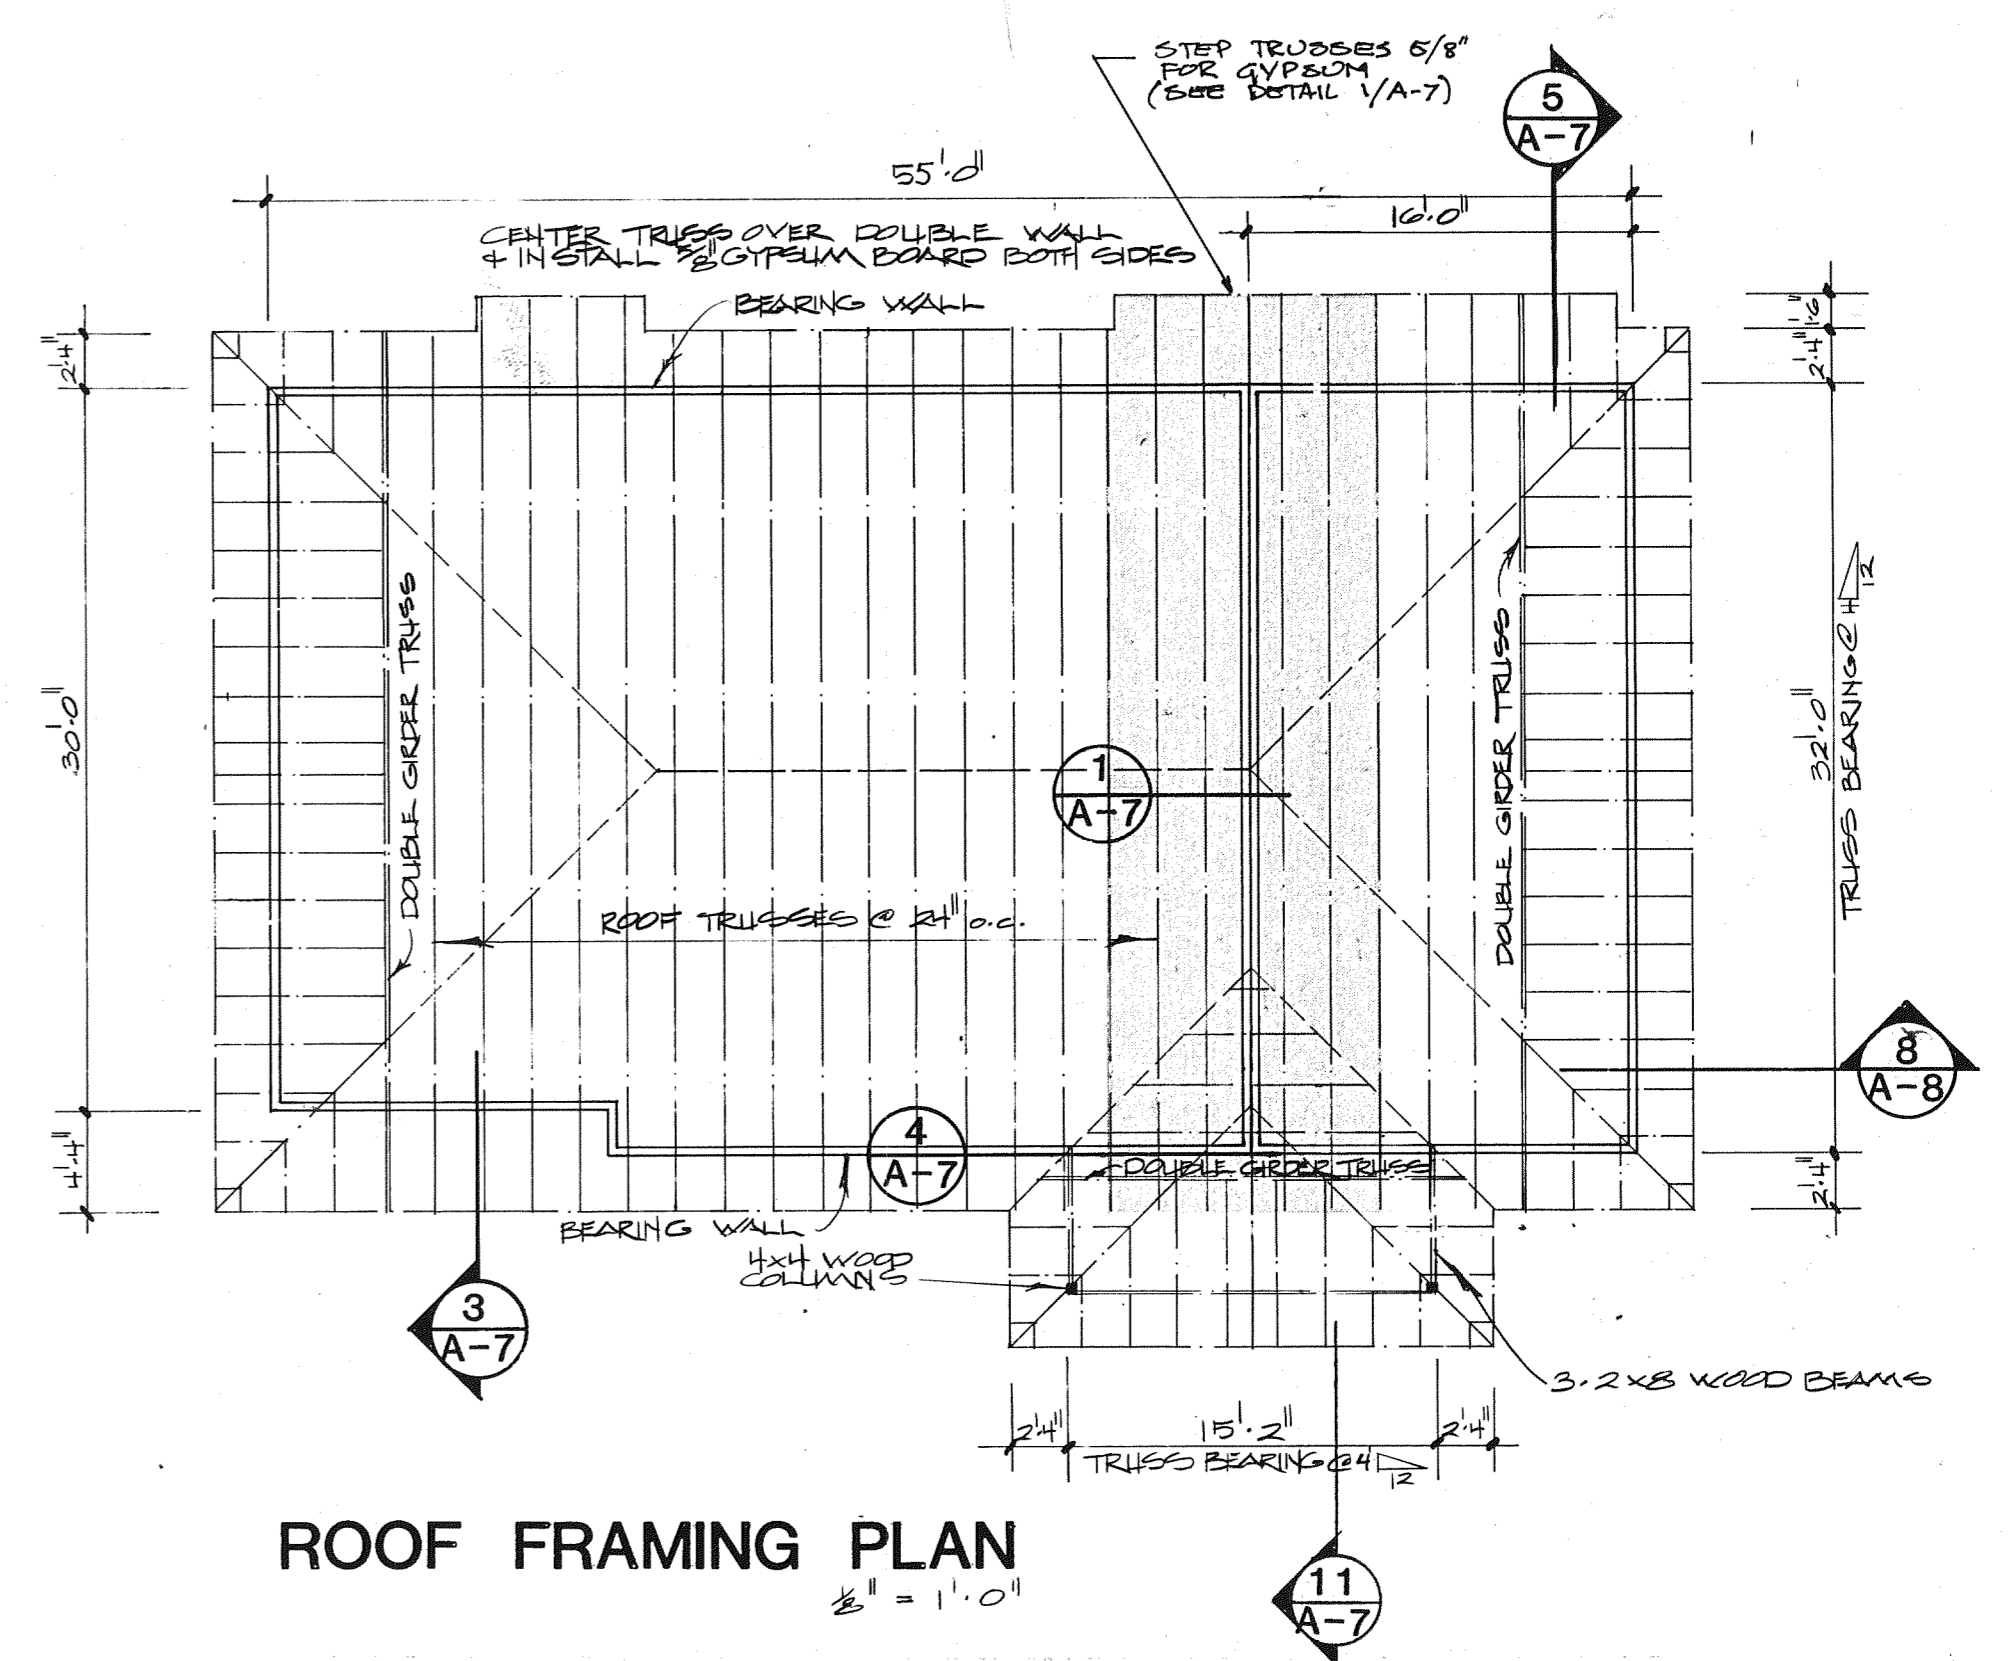 STEP TRUSSES 5/8"
FOR GYPSUM
(SEE DETAIL 1/A-7)
5
A-7
55'.0"
16'.0"
CENTER TRUSS OVER DOUBLE WALL
& INSTALL 5/8" GYPSUM BOARD BOTH SIDES
BEARING WALL
2'.4"
1'.6"
2'.4"
DOUBLE GIRDER TRUSS
DOUBLE GIRDER TRUSS
30'.0"
32'.0"
TRUSS BEARING @ 4
12
1
A-7
ROOF TRUSSES @ 24" o.c.
8
A-8
4'.4"
4
A-7
DOUBLE GIRDER TRUSS
2'.4"
BEARING WALL
4x4 WOOD
COLUMNS
3
A-7
3-2x8 WOOD BEAMS
2'.4"
15'.2"
2'.4"
TRUSS BEARING @ 4
12
ROOF FRAMING PLAN
1/8" = 1'.0"
11
A-7